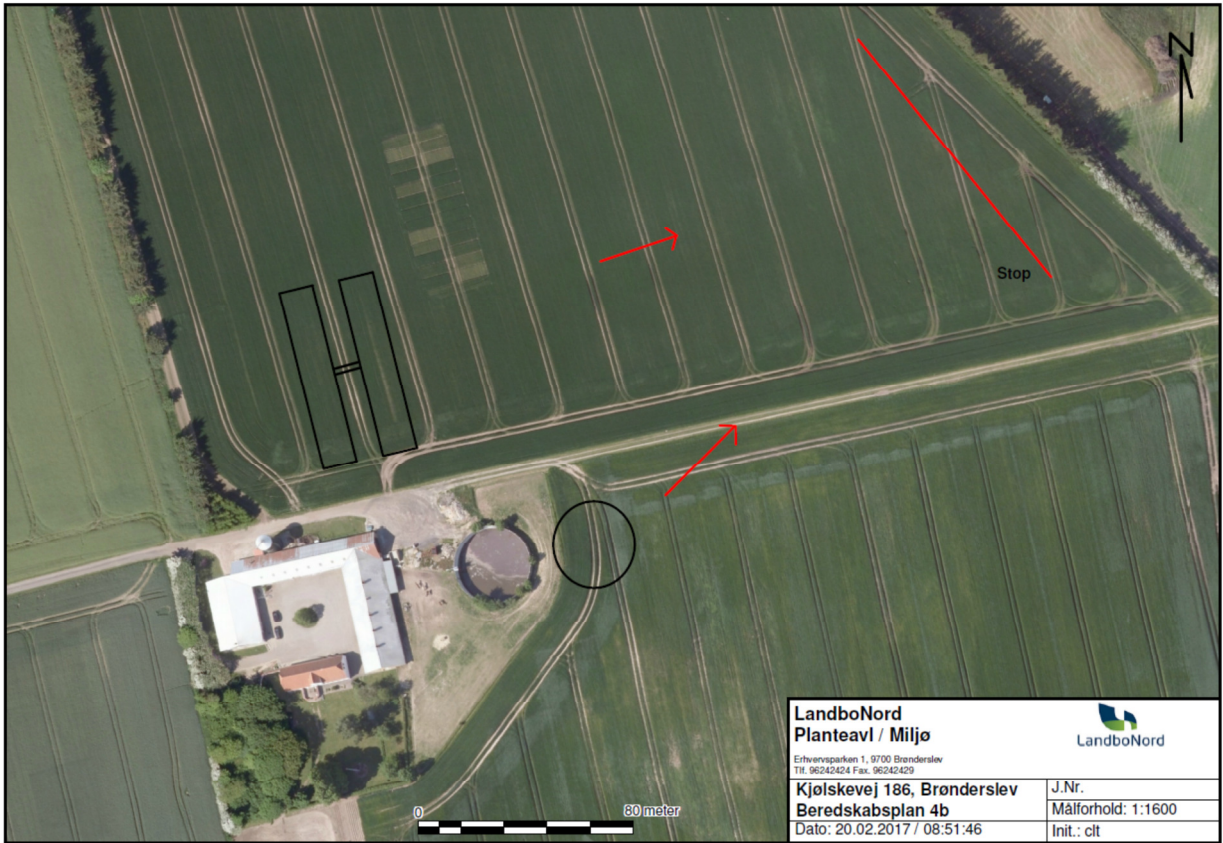 N
Stop
0 80 meter
LandboNord
Planteavl / Miljø
LandboNord
Erhvervsparken 1, 9700 Brønderslev
Tlf. 96242424 Fax. 96242429
Kjølskevej 186, Brønderslev
Beredskabsplan 4b
J.Nr.
Målforhold: 1:1600
Dato: 20.02.2017 / 08:51:46
Init.: clt